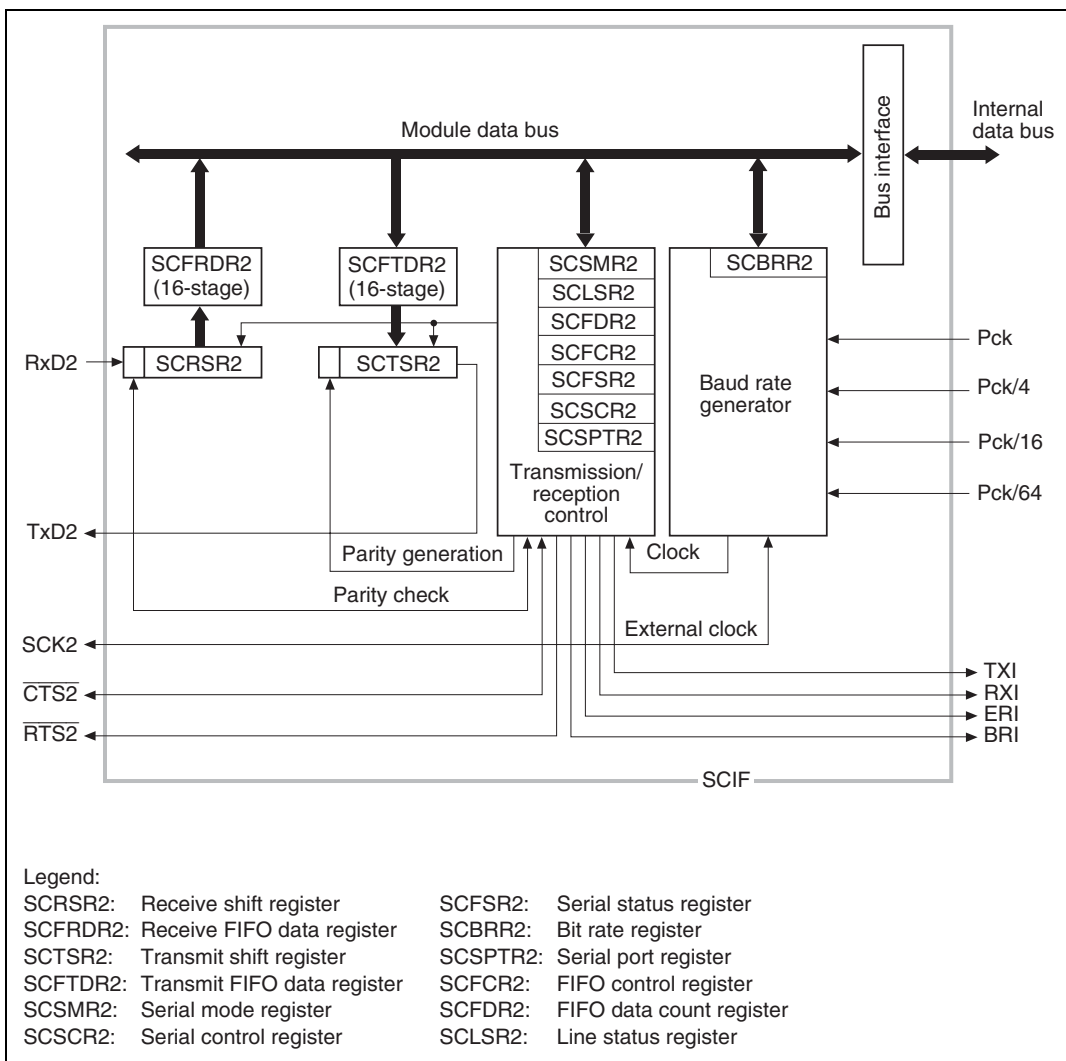 Module data bus
Internal
data bus
Bus interface
SCFRDR2
(16-stage)
SCFTDR2
(16-stage)
SCSMR2
SCLSR2
SCFDR2
SCFCR2
SCFSR2
SCSCR2
SCSPTR2
Transmission/
reception
control
SCBRR2
Baud rate
generator
RxD2
SCRSR2
SCTSR2
Pck
Pck/4
Pck/16
Pck/64
TxD2
Parity generation
Clock
Parity check
SCK2
External clock
CTS2
RTS2
TXI
RXI
ERI
BRI
SCIF
Legend:
SCRSR2: Receive shift register
SCFRDR2: Receive FIFO data register
SCTSR2: Transmit shift register
SCFTDR2: Transmit FIFO data register
SCSMR2: Serial mode register
SCSCR2: Serial control register
SCFSR2: Serial status register
SCBRR2: Bit rate register
SCSPTR2: Serial port register
SCFCR2: FIFO control register
SCFDR2: FIFO data count register
SCLSR2: Line status register